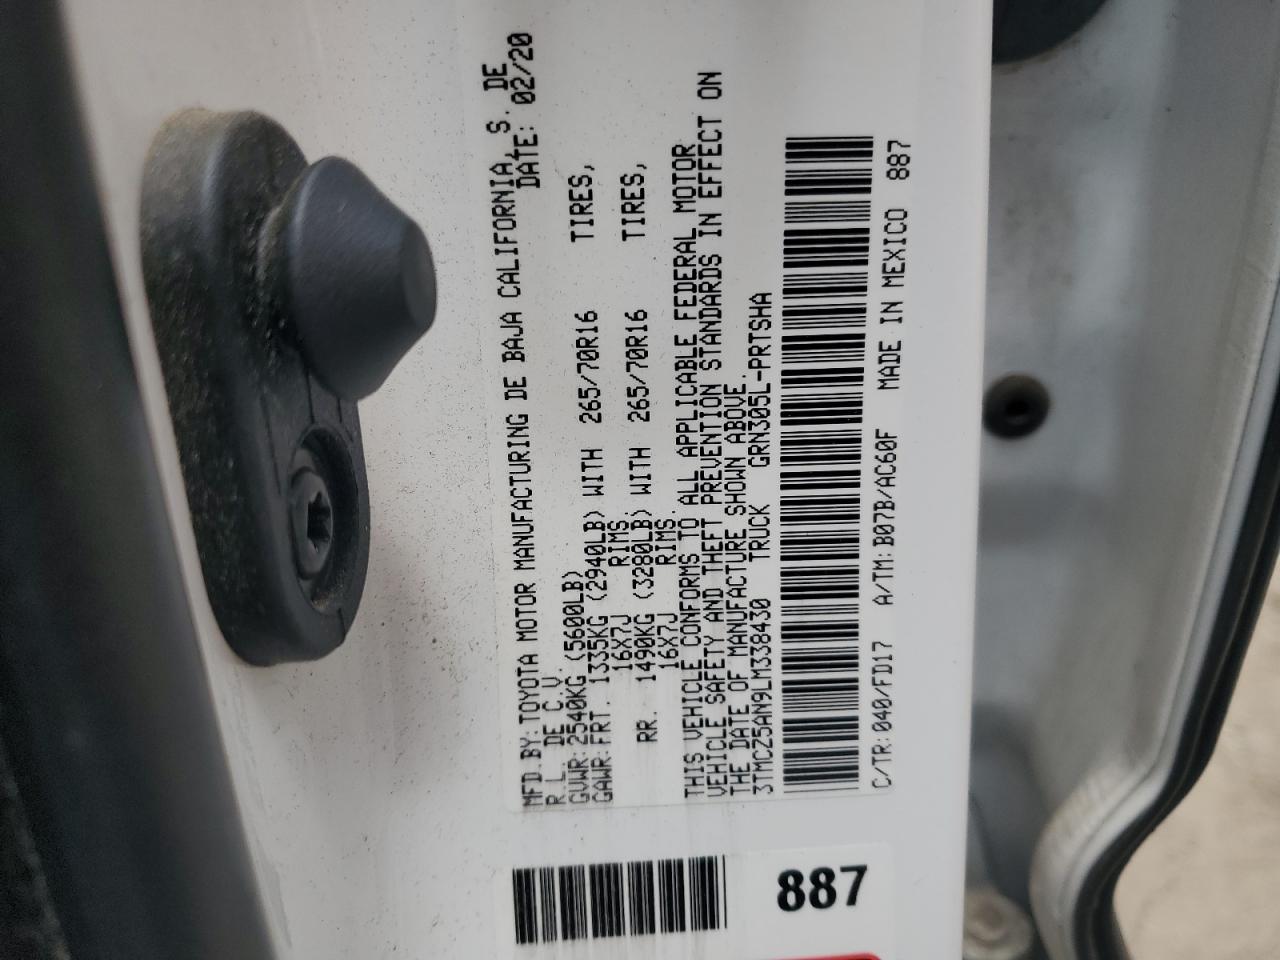 MFD.BY: TOYOTA MOTOR MANUFACTURING DE BAJA CALIFORNIA, S. DE
R.L. DE C.V. DATE: 02/20
GVWR: 2540KG (5600LB)
GAWR: FRT. 1335KG (2940LB) WITH 265/70R16 TIRES,
16X7J RIMS.
RR. 1490KG (3280LB) WITH 265/70R16 TIRES,
16X7J RIMS.
THIS VEHICLE CONFORMS TO ALL APPLICABLE FEDERAL MOTOR
VEHICLE SAFETY AND THEFT PREVENTION STANDARDS IN EFFECT ON
THE DATE OF MANUFACTURE SHOWN ABOVE.
3TMCZ5AN9LM338430 TRUCK GRN305L-PRTSHA
C/TR: 040/FD17 A/TM: B07B/AC60F MADE IN MEXICO 887
887